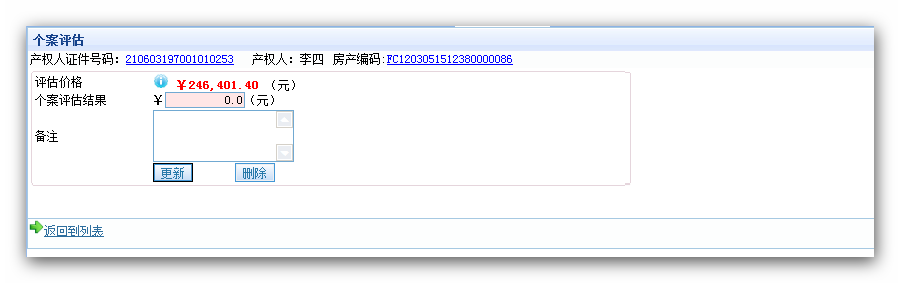 个案评估
产权人证件号码：210603197001010253 产权人：李四 房产编码:FC1203051512380000086
评估价格 ￥246,401.40 （元）
个案评估结果 ￥ 0.0 （元）
备注
更新 删除
返回到列表